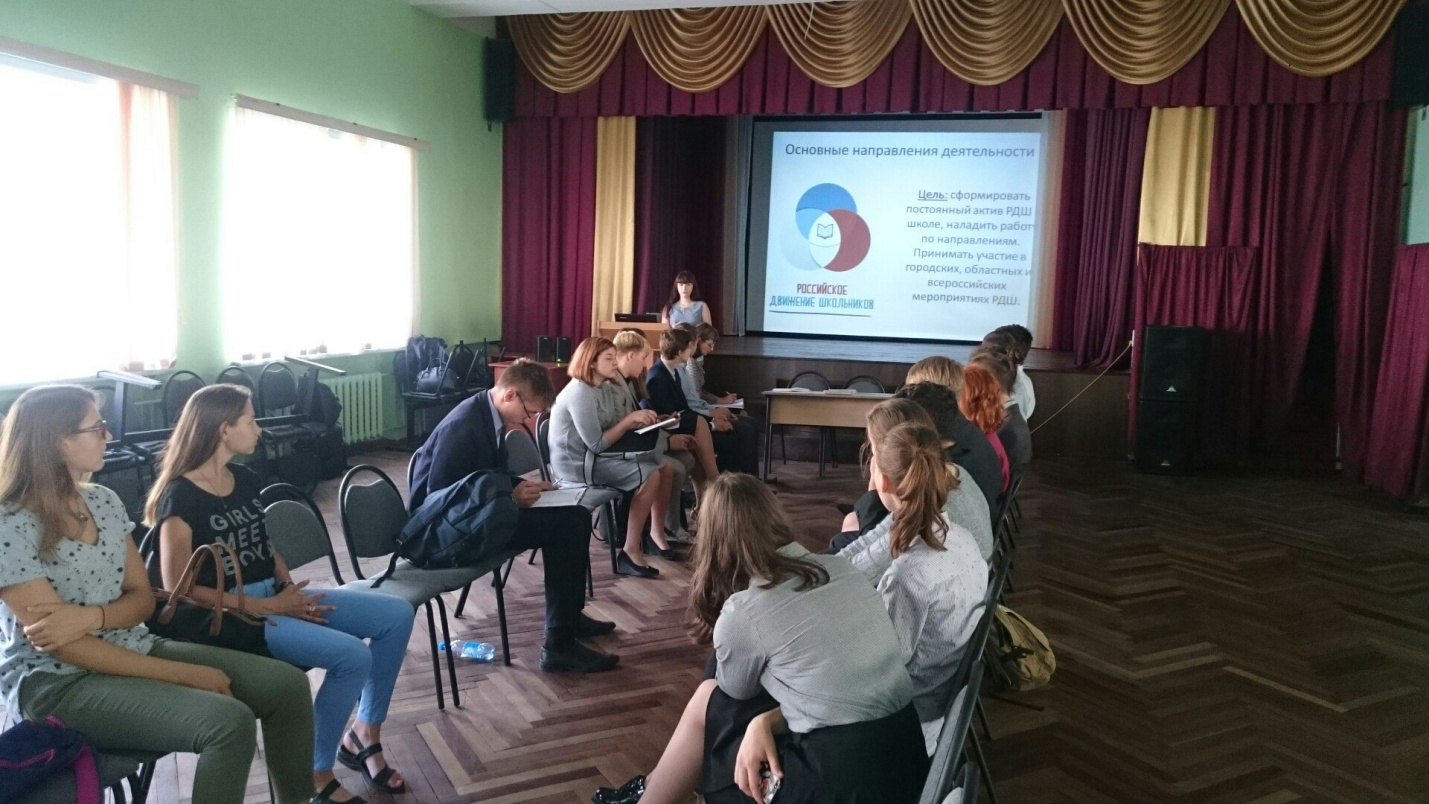 Основные направления деятельности
Цель: сформировать
постоянный актив РДШ
школе, наладить работ
по направлениям.
Принимать участие в
городских, областных и
всероссийских
мероприятиях РДШ.
РОССИЙСКОЕ
ДВИЖЕНИЕ ШКОЛЬНИКОВ
GIRLS
MEET
BOYS